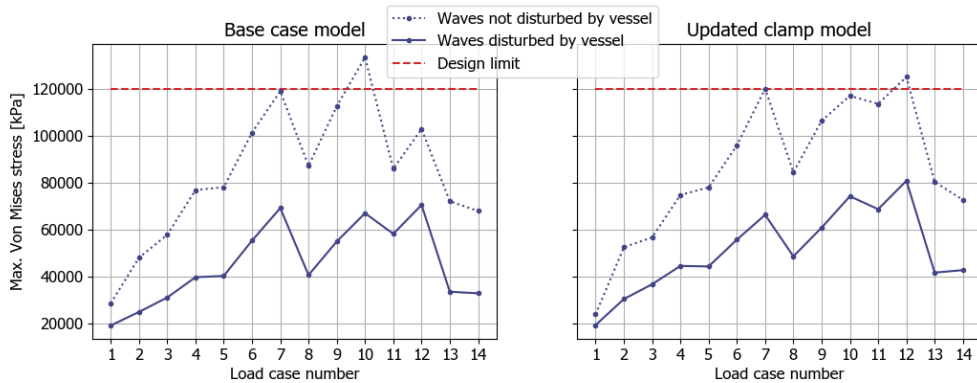 Waves not disturbed by vessel
Waves disturbed by vessel
Design limit
Base case model
Updated clamp model
Max. Von Mises stress [kPa]
120000
100000
80000
60000
40000
20000
1 2 3 4 5 6 7 8 9 10 11 12 13 14
Load case number
1 2 3 4 5 6 7 8 9 10 11 12 13 14
Load case number